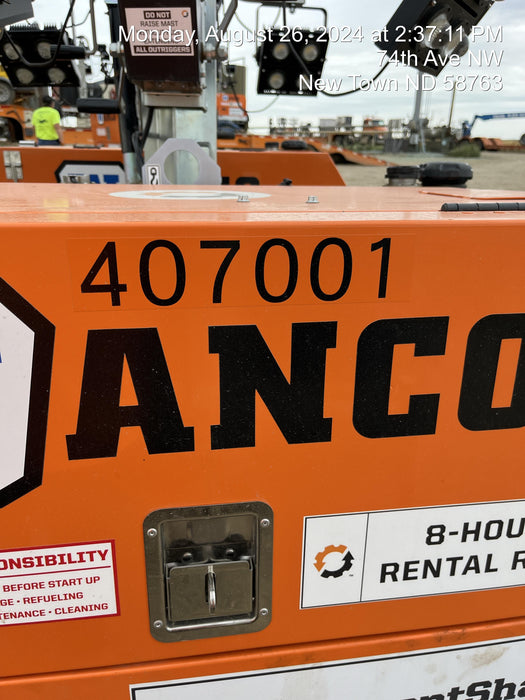 Monday, August 26, 2024 at 2:37:11 PM
74th Ave NW
New Town ND 58763
DO NOT
RAISE MAST
ALL OUTRIGGERS
407001
ANCO
ONSIBILITY
BEFORE START UP
GE • REFUELING
TENANCE • CLEANING
8-HOU
RENTAL R
entSha